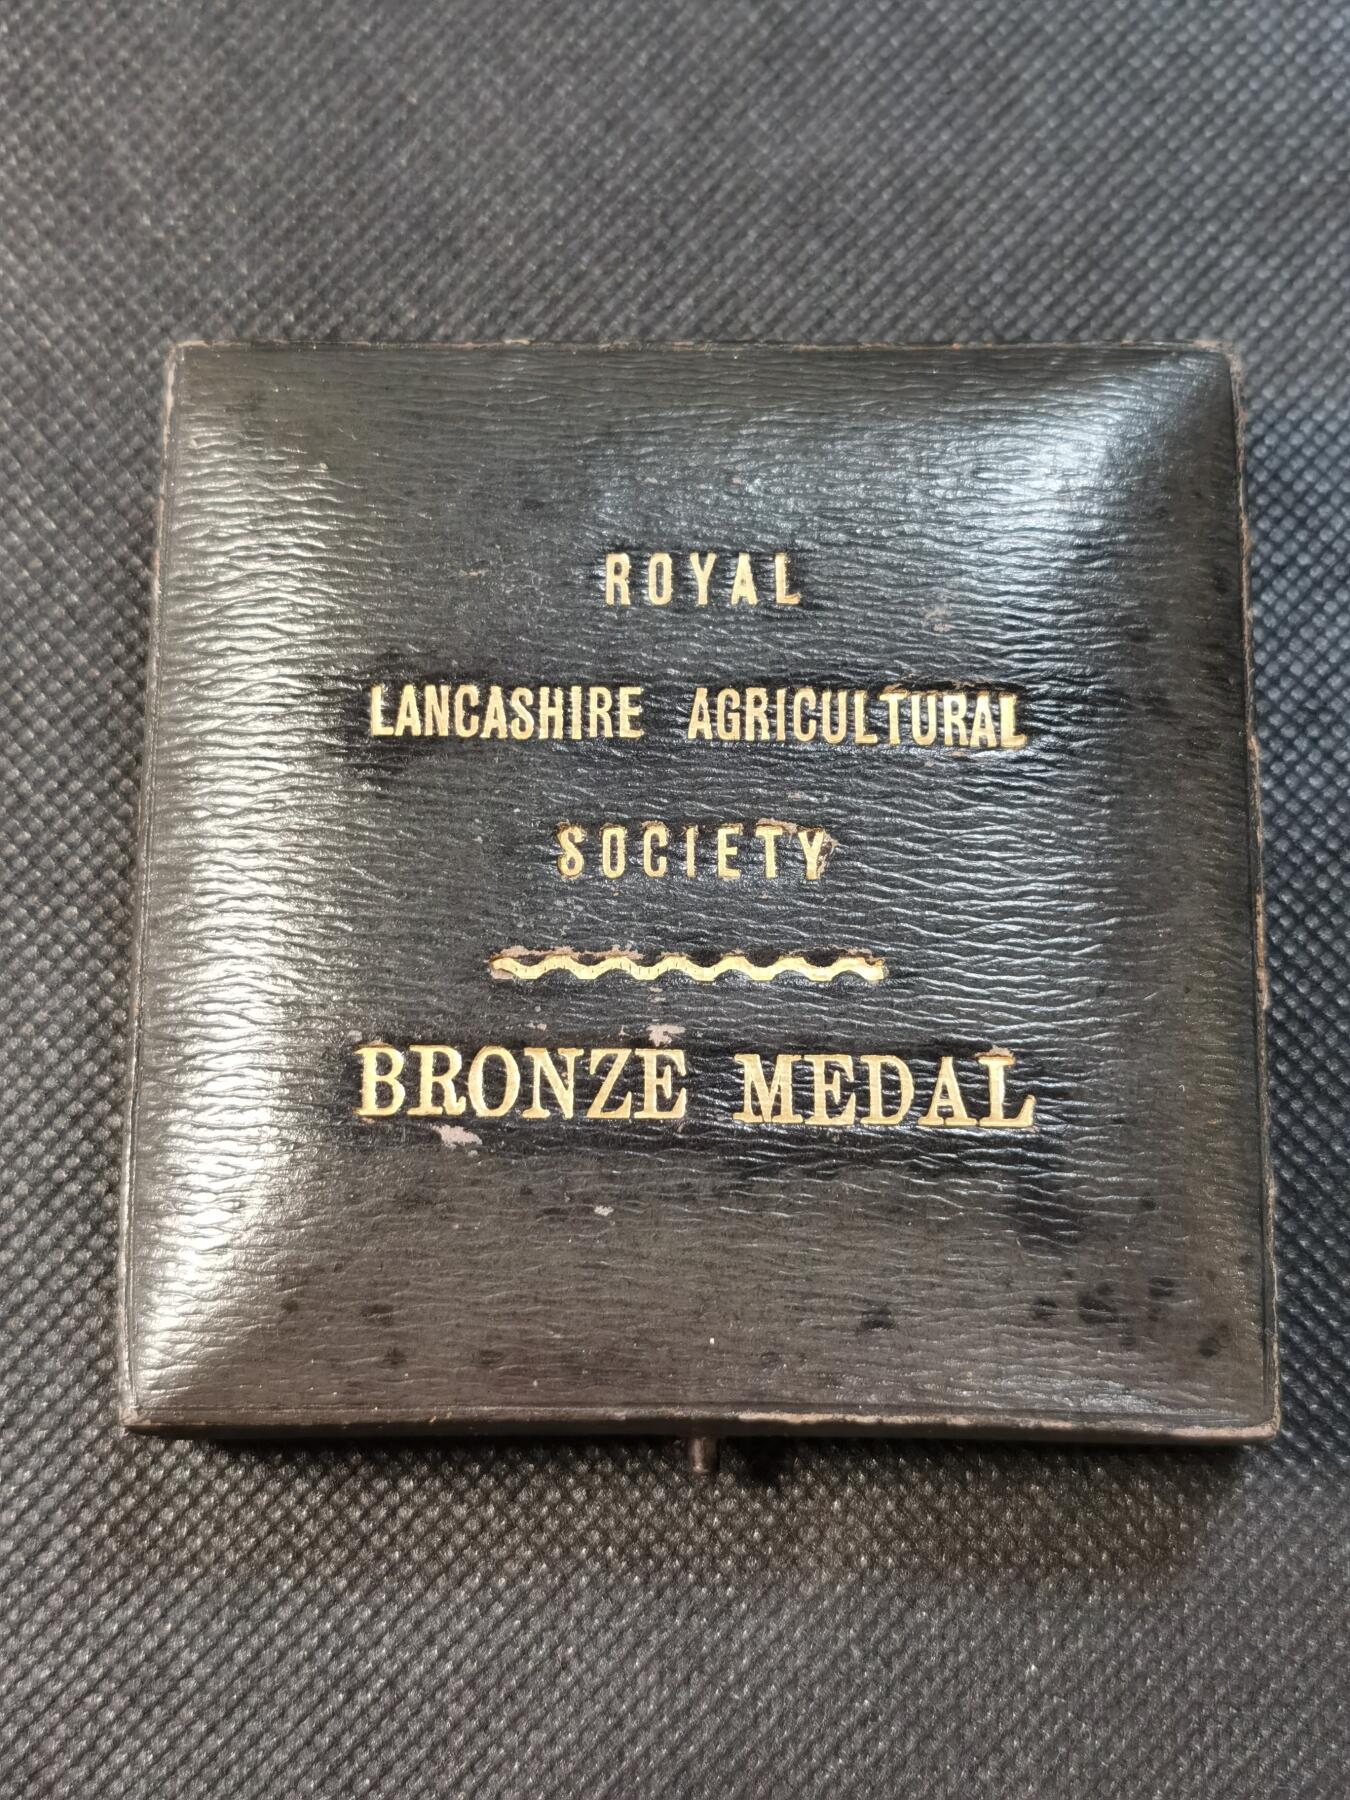 ROYAL
LANCASHIRE AGRICULTURAL
SOCIETY
BRONZE MEDAL